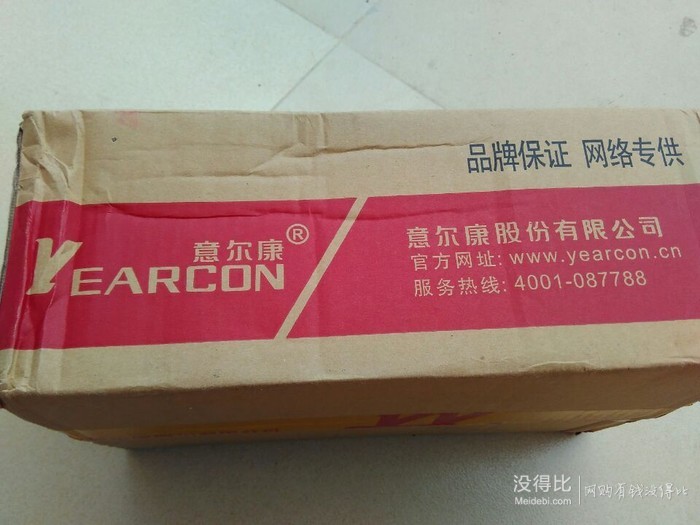 品牌保证 网络专供
意尔康®
YEARCON
意尔康股份有限公司
官方网址: www.yearcon.cn
服务热线: 4001-087788
没得比
Meidebi.com
网购有钱没得比